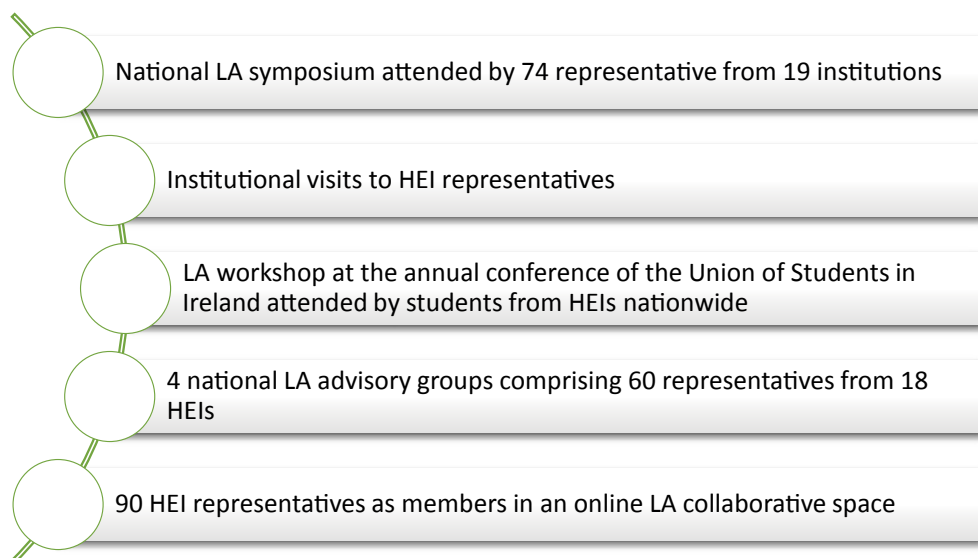 National LA symposium attended by 74 representative from 19 institutions
Institutional visits to HEI representatives
LA workshop at the annual conference of the Union of Students in
Ireland attended by students from HEIs nationwide
4 national LA advisory groups comprising 60 representatives from 18
HEIs
90 HEI representatives as members in an online LA collaborative space